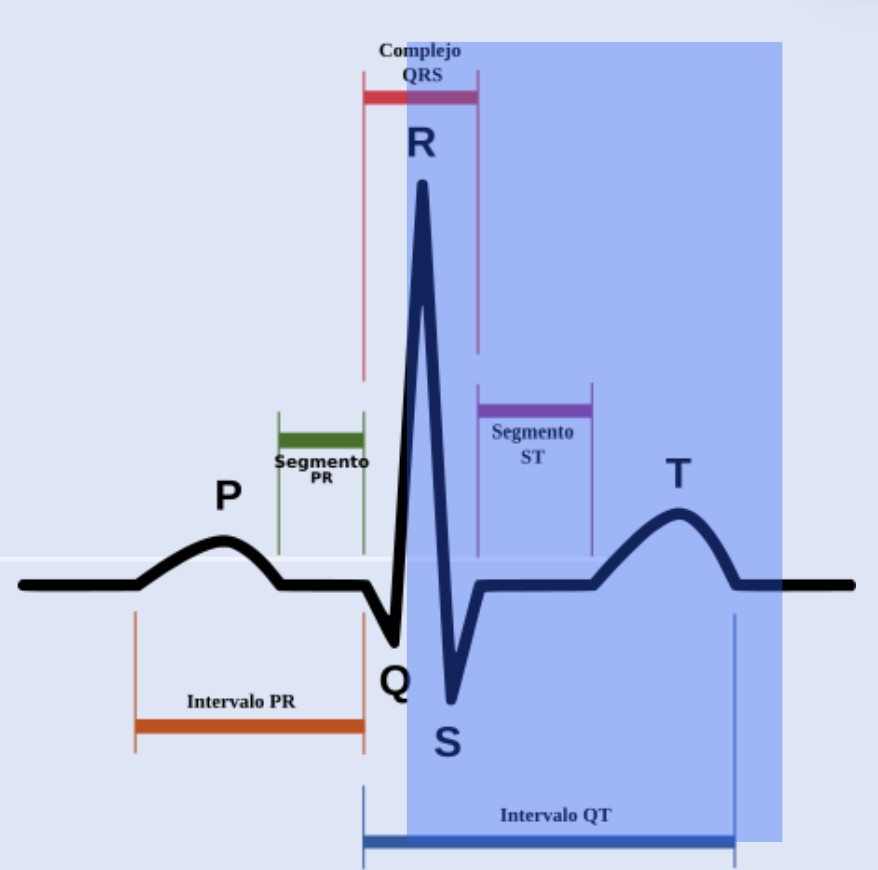 Complejo
QRS
R
Segmento
ST
Segmento
PR
P
T
Q
Intervalo PR
S
Intervalo QT